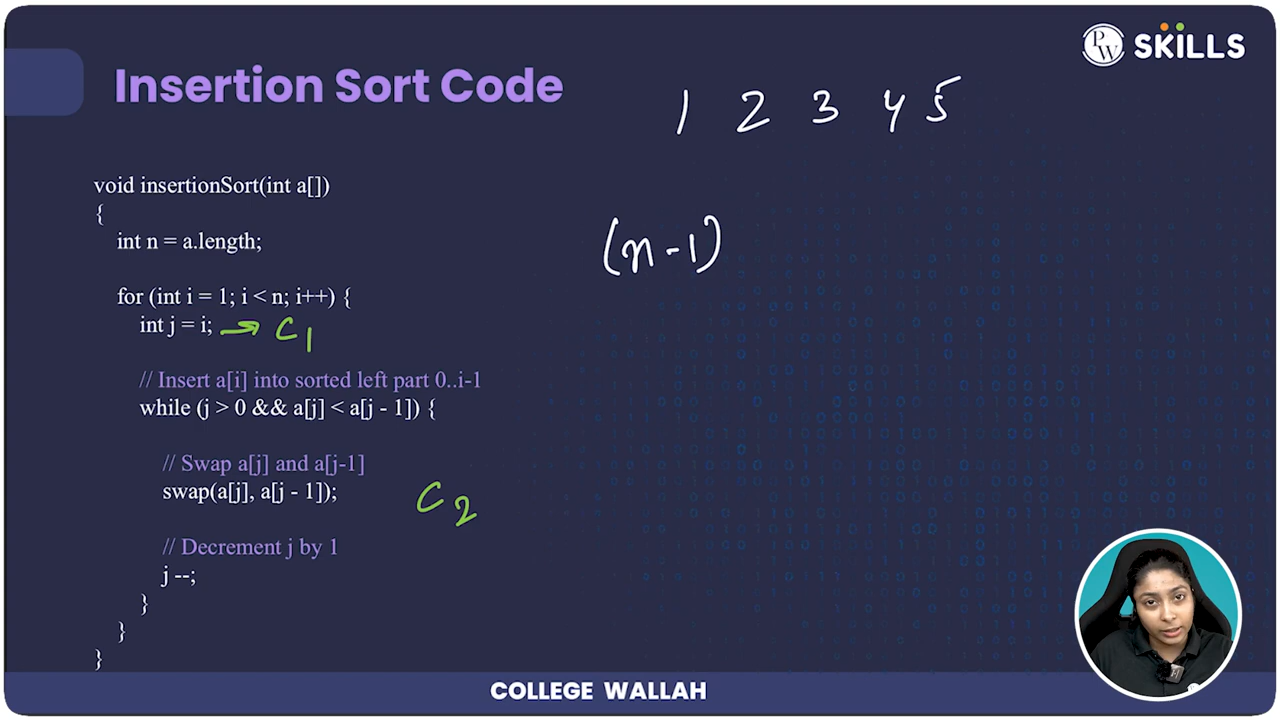 PW SKILLS
Insertion Sort Code
1 2 3 4 5
void insertionSort(int a[])
{
int n = a.length;
(n-1)
for (int i = 1; i < n; i++) {
int j = i; → C1
// Insert a[i] into sorted left part 0..i-1
while (j > 0 && a[j] < a[j - 1]) {
// Swap a[j] and a[j-1]
swap(a[j], a[j - 1]);
C2
// Decrement j by 1
j --;
}
}
}
COLLEGE WALLAH